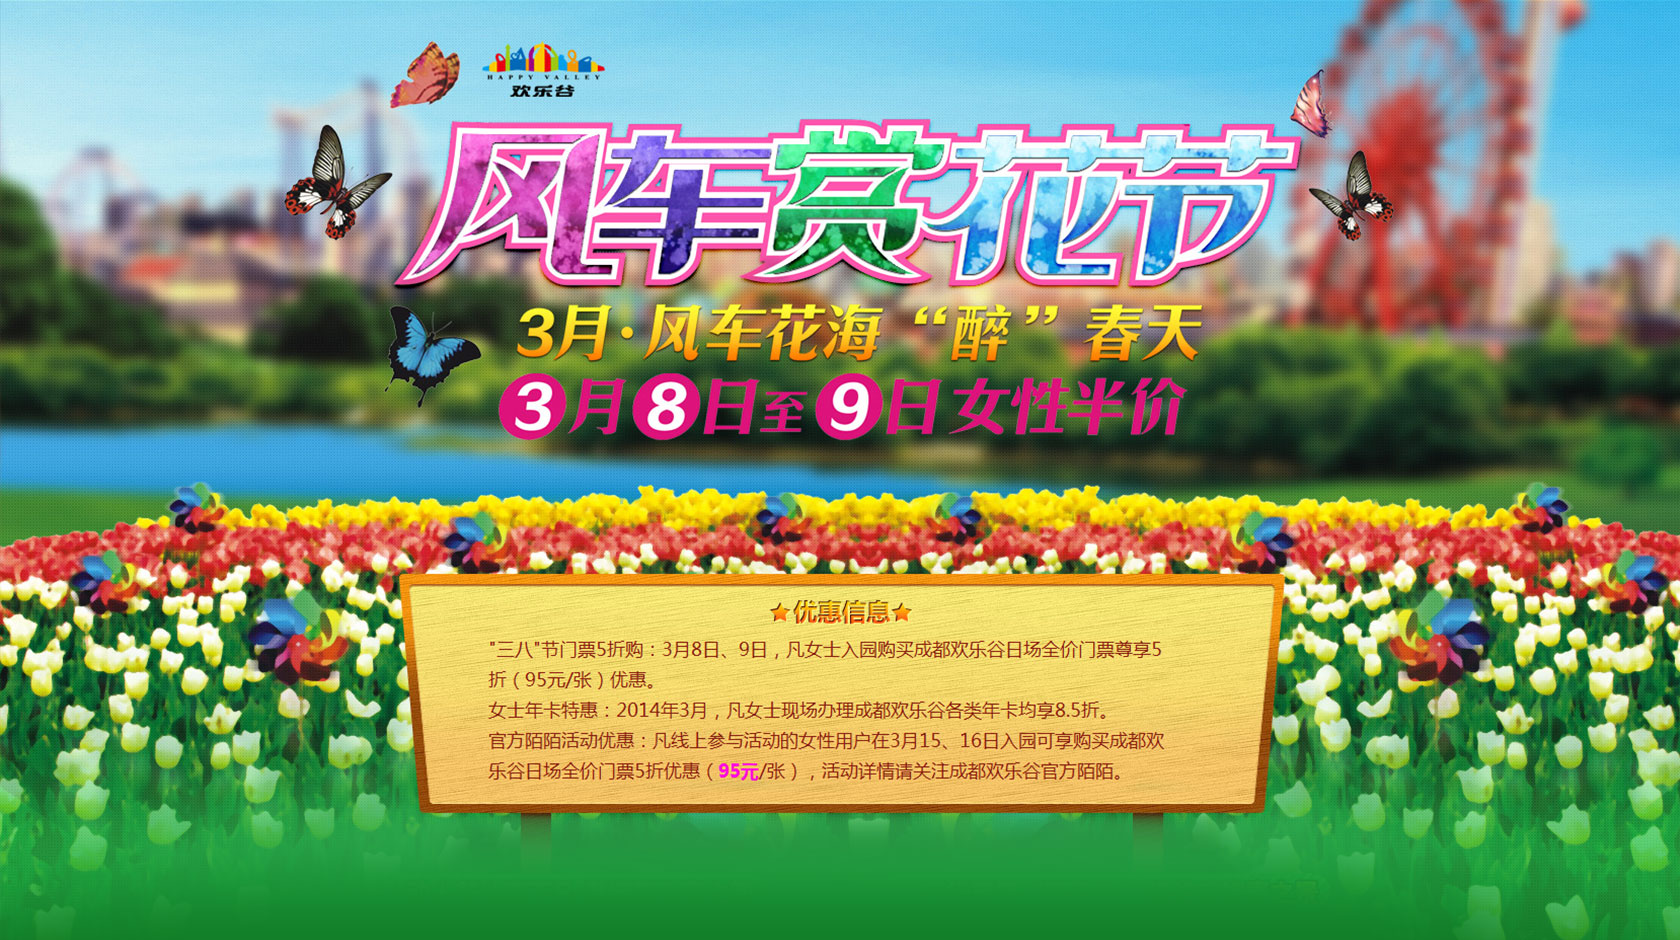 HAPPY VALLEY
欢乐谷
风车赏花节
3月·风车花海“醉”春天
3月8日至9日女性半价
★优惠信息★
"三八"节门票5折购：3月8日、9日，凡女士入园购买成都欢乐谷日场全价门票尊享5
折（95元/张）优惠。
女士年卡特惠：2014年3月，凡女士现场办理成都欢乐谷各类年卡均享8.5折。
官方陌陌活动优惠：凡线上参与活动的女性用户在3月15、16日入园可享购买成都欢
乐谷日场全价门票5折优惠（95元/张），活动详情请关注成都欢乐谷官方陌陌。